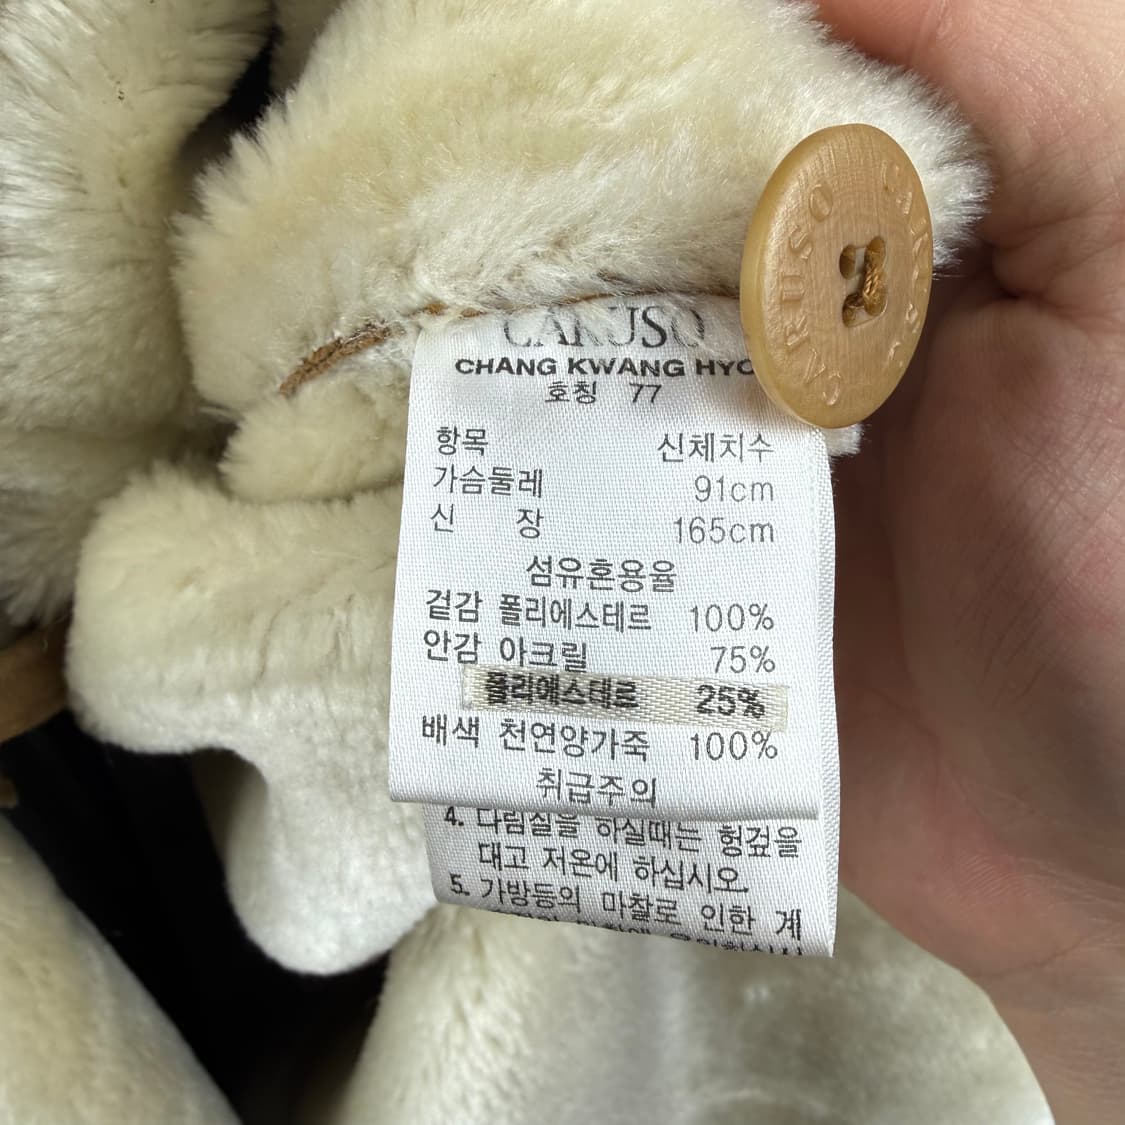 CARUSO
CHANG KWANG HYO
호칭 77
항목 신체치수
가슴둘레 91cm
신 장 165cm
섬유혼용율
겉감 폴리에스테르 100%
안감 아크릴 75%
폴리에스테르 25%
배색 천연양가죽 100%
취급주의
4. 다림질을 하실때는 헝겊을
대고 저온에 하십시오.
5. 가방등의 마찰로 인한 계
CARUSO
CARUSO